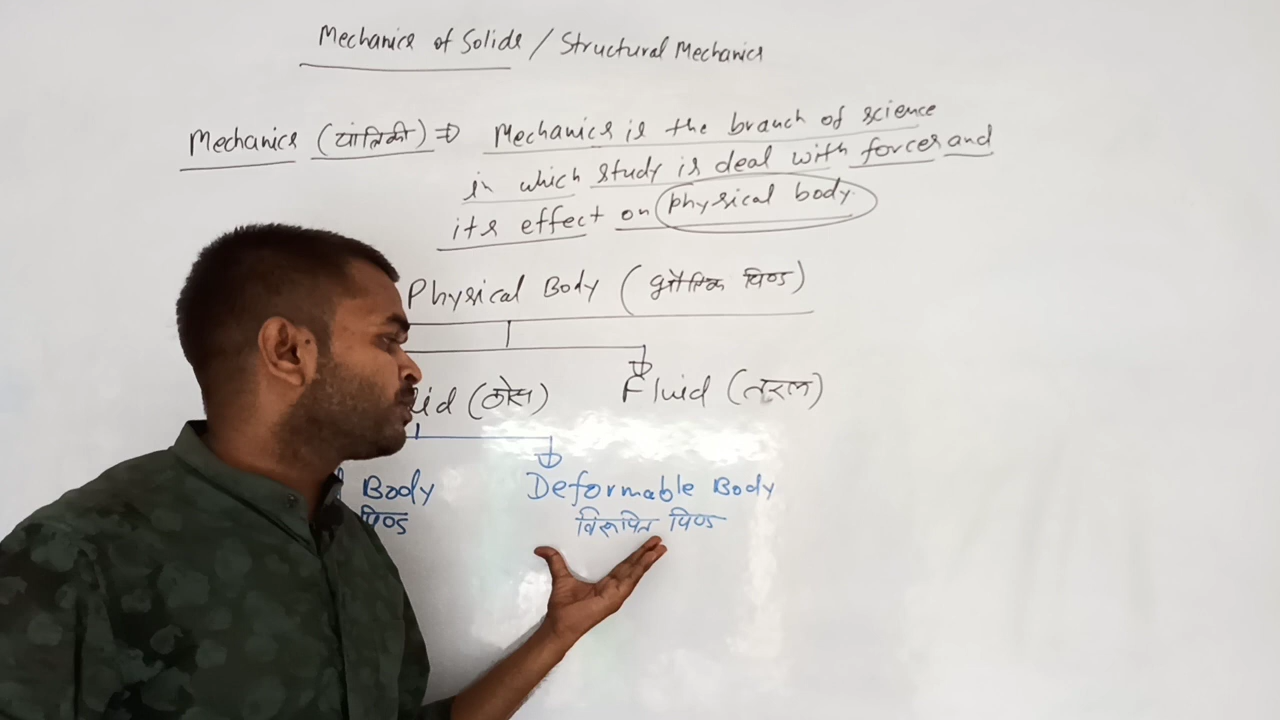 Mechanics of Solids / Structural Mechanics
Mechanics (यांत्रिकी) ⇒ Mechanics is the branch of science
in which study is deal with forces and
its effect on physical body.
Physical Body (भौतिक पिण्ड)
(ठोस) Fluid (तरल)
Body Deformable Body
पिण्ड विरूपित पिण्ड